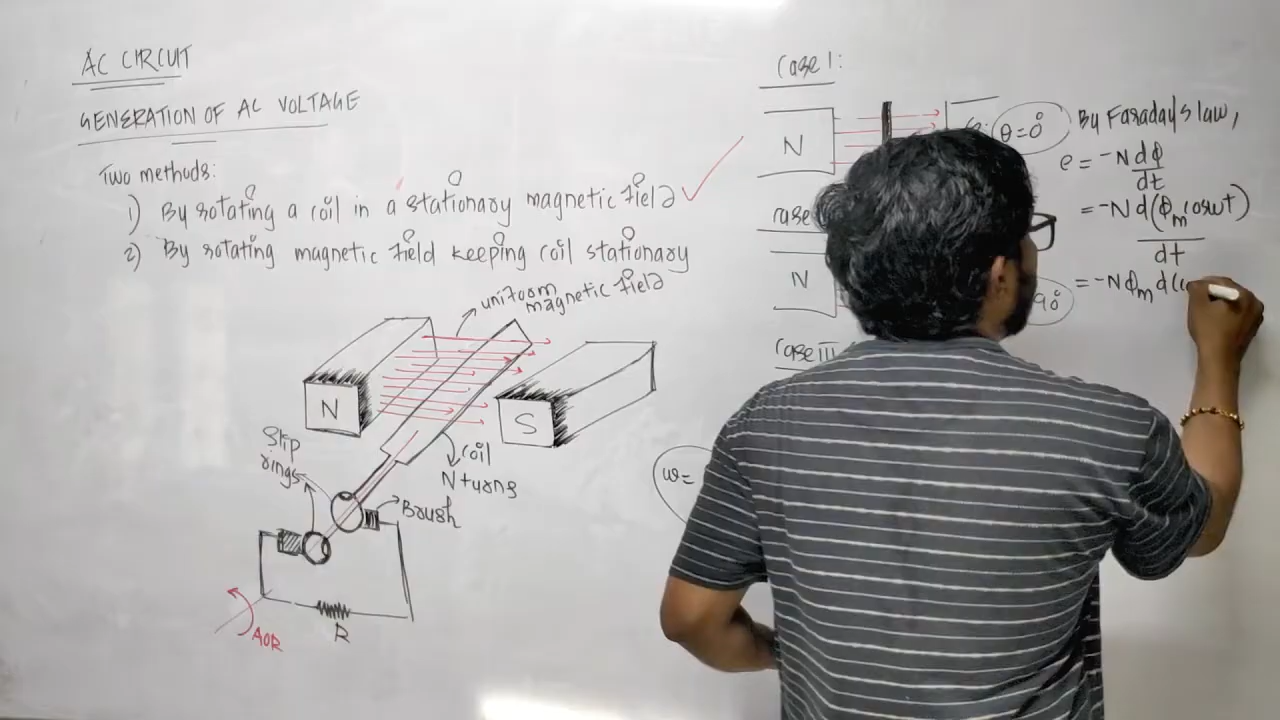 AC CIRCUIT
GENERATION OF AC VOLTAGE
Two methods:
1) By rotating a coil in a stationary magnetic field
2) By rotating magnetic field keeping coil stationary
uniform
magnetic field
N
S
Slip
rings
coil
N turns
Brush
R
AOR
Case I:
N
θ=0°
case
N
90°
Case III
ω=
By Faraday's law,
e = -N dϕ
dt
= -N d(ϕm cosωt)
dt
= -Nϕm d(c